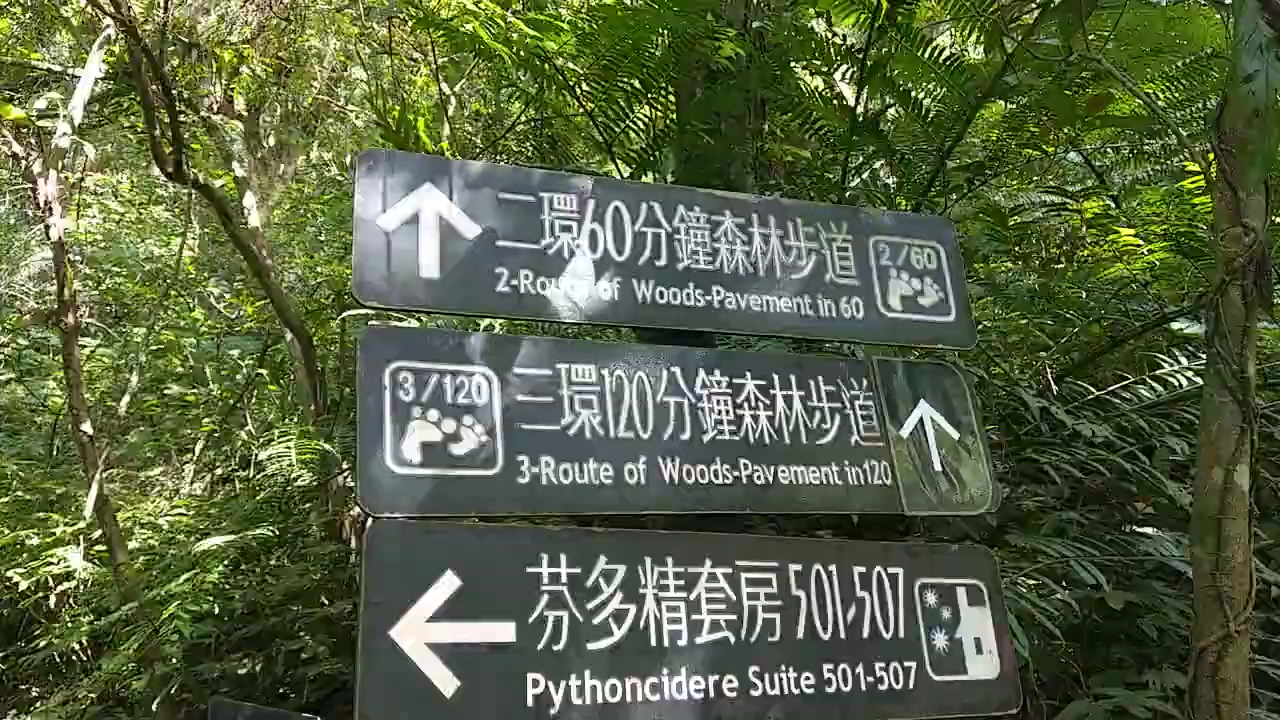 二環60分鐘森林步道
2-Route of Woods-Pavement in 60
2/60
3/120
三環120分鐘森林步道
3-Route of Woods-Pavement in120
芬多精套房501-507
Pythoncidere Suite 501-507